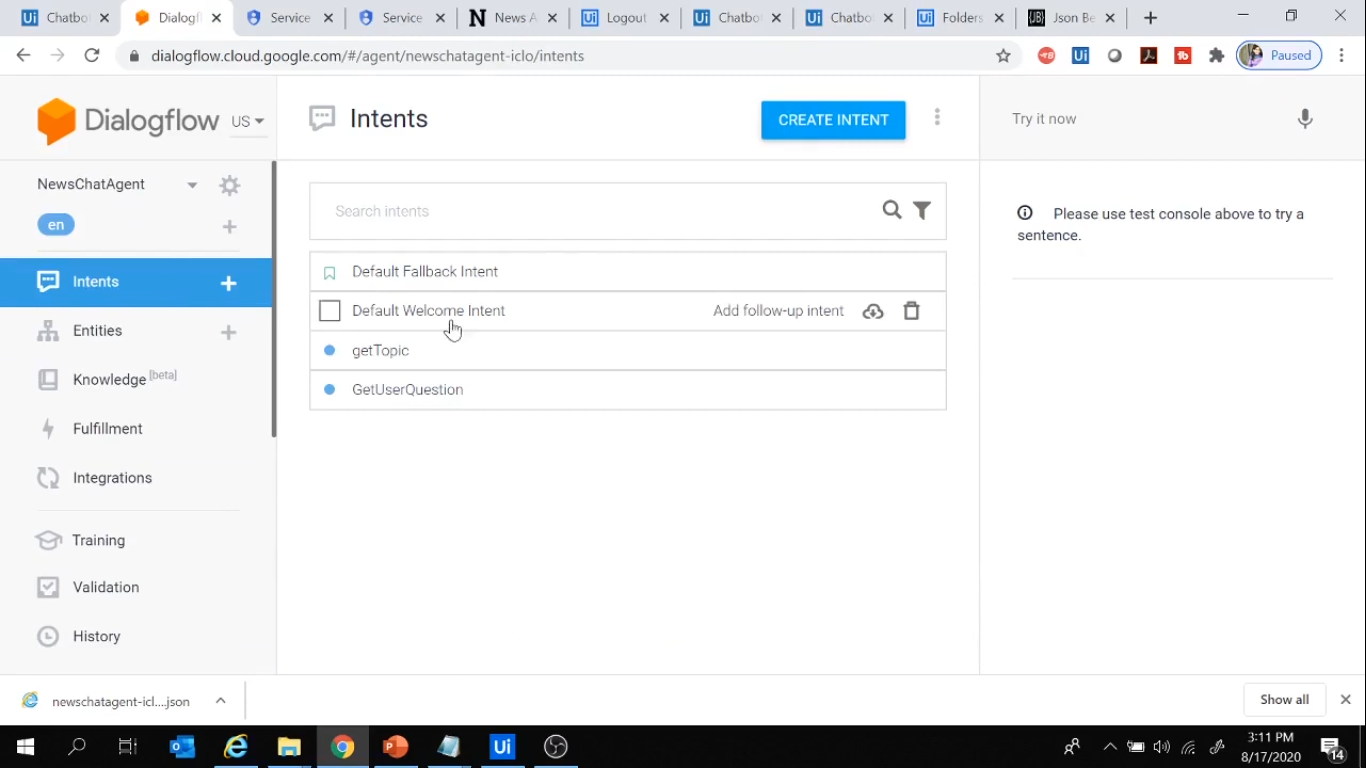 Chatbo
Dialogfl
Service
Service
News A
Logout
Chatbo
Chatbo
Folders
Json Be
dialogflow.cloud.google.com/#/agent/newschatagent-iclo/intents
Paused
Dialogflow
US
Intents
CREATE INTENT
Try it now
NewsChatAgent
en
Search intents
Please use test console above to try a
sentence.
Intents
Entities
Knowledge [beta]
Fulfillment
Integrations
Training
Validation
History
Default Fallback Intent
Default Welcome Intent
Add follow-up intent
getTopic
GetUserQuestion
newschatagent-icl....json
Show all
Ui
3:11 PM
8/17/2020
14